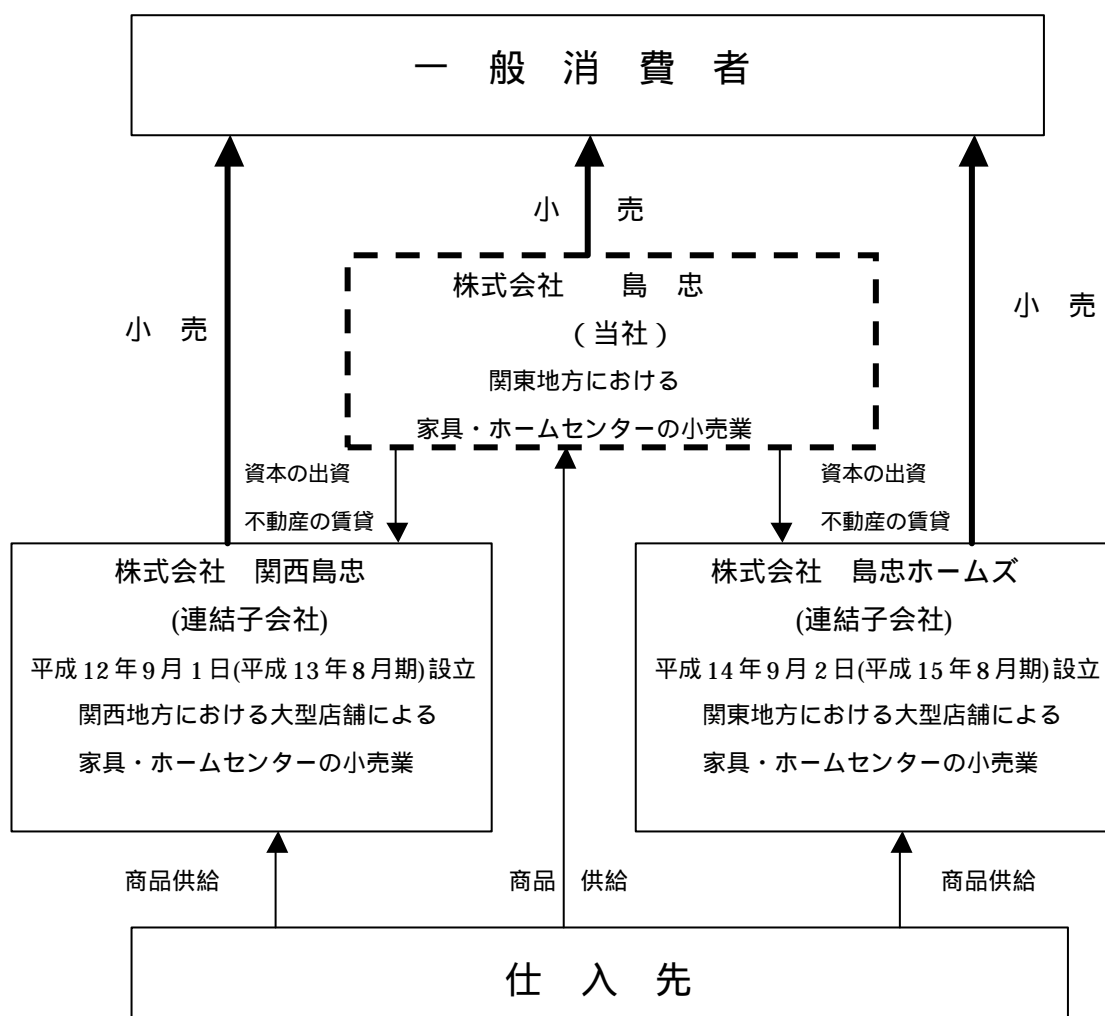 一 般 消 費 者
小 売
株式会社 島 忠
(当社)
関東地方における
家具・ホームセンターの小売業
小 売
小 売
資本の出資
不動産の賃貸
資本の出資
不動産の賃貸
株式会社 関西島忠
(連結子会社)
平成12年9月1日(平成13年8月期)設立
関西地方における大型店舗による
家具・ホームセンターの小売業
株式会社 島忠ホームズ
(連結子会社)
平成14年9月2日(平成15年8月期)設立
関東地方における大型店舗による
家具・ホームセンターの小売業
商品供給
商品 供給
商品供給
仕 入 先